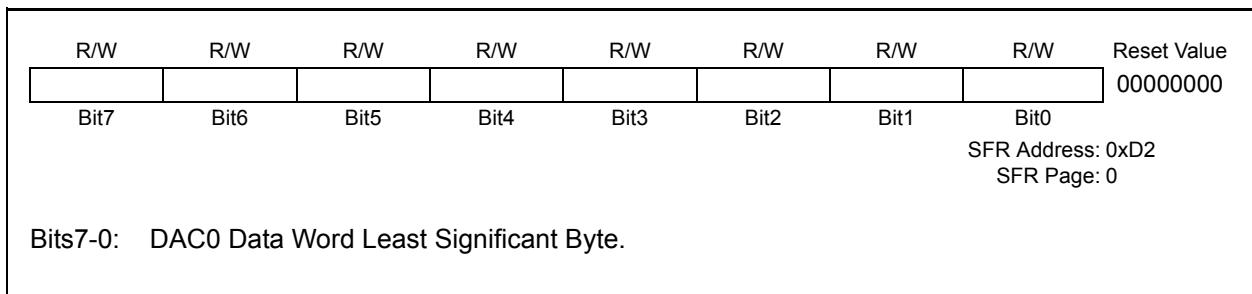 R/W R/W R/W R/W R/W R/W R/W R/W Reset Value
00000000
Bit7 Bit6 Bit5 Bit4 Bit3 Bit2 Bit1 Bit0
SFR Address: 0xD2
SFR Page: 0
Bits7-0: DAC0 Data Word Least Significant Byte.